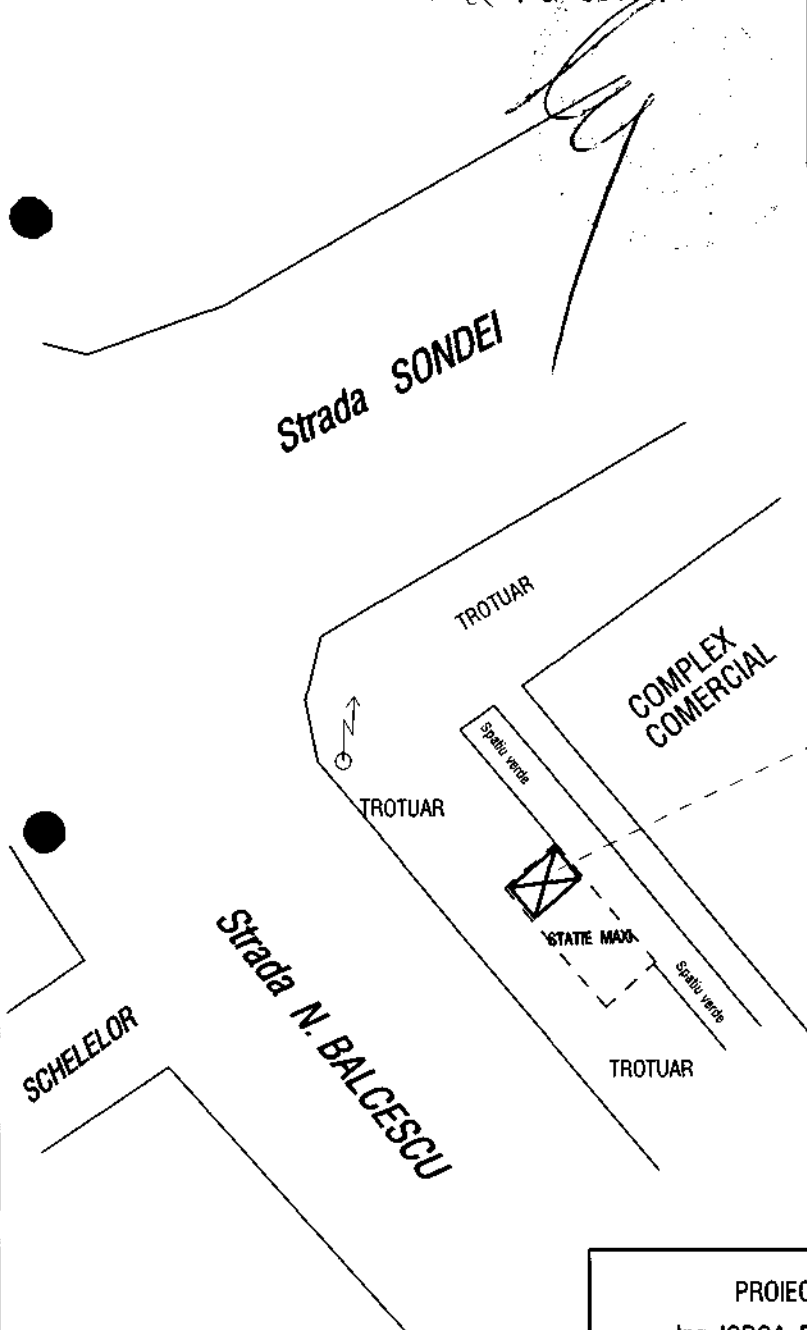 Strada SONDEI
TROTUAR
COMPLEX
COMERCIAL
Spatiu verde
TROTUAR
STATIE MAXI
Spatiu verde
Strada N. BALCESCU
SCHELELOR
TROTUAR
PROIEC